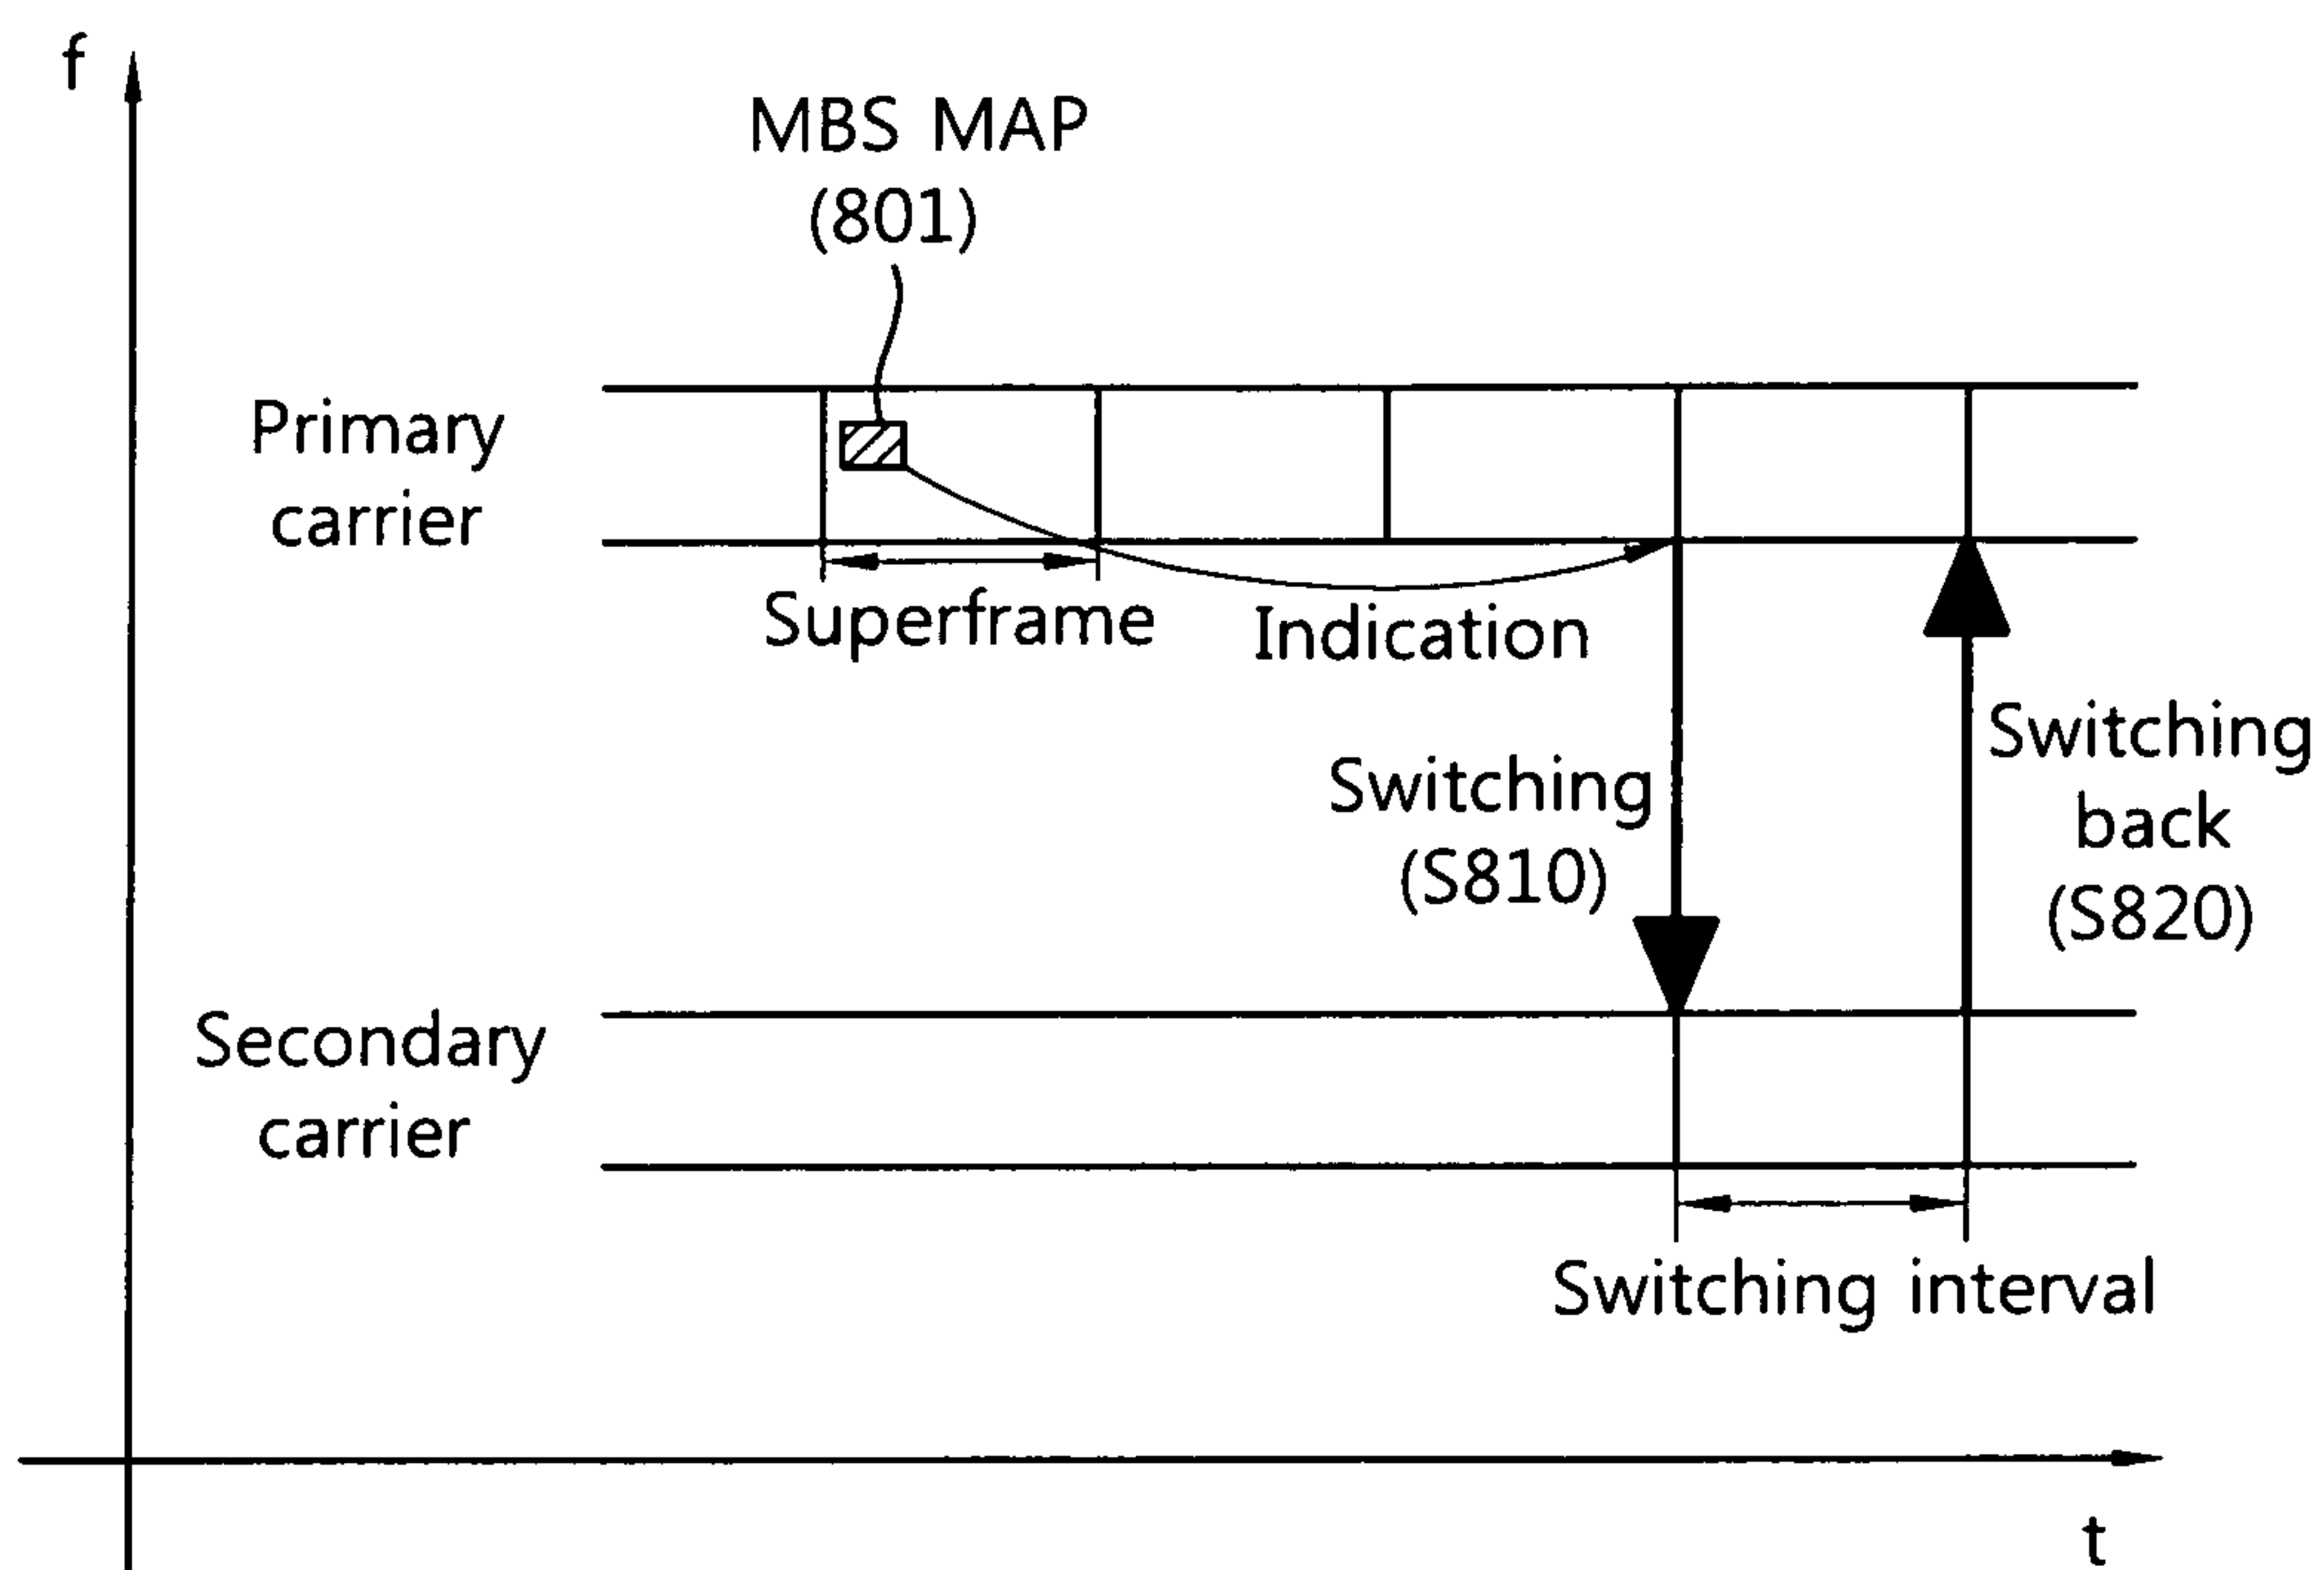 f
MBS MAP
(801)
Primary
carrier
Superframe
Indication
Switching
(S810)
Switching
back
(S820)
Secondary
carrier
Switching interval
t